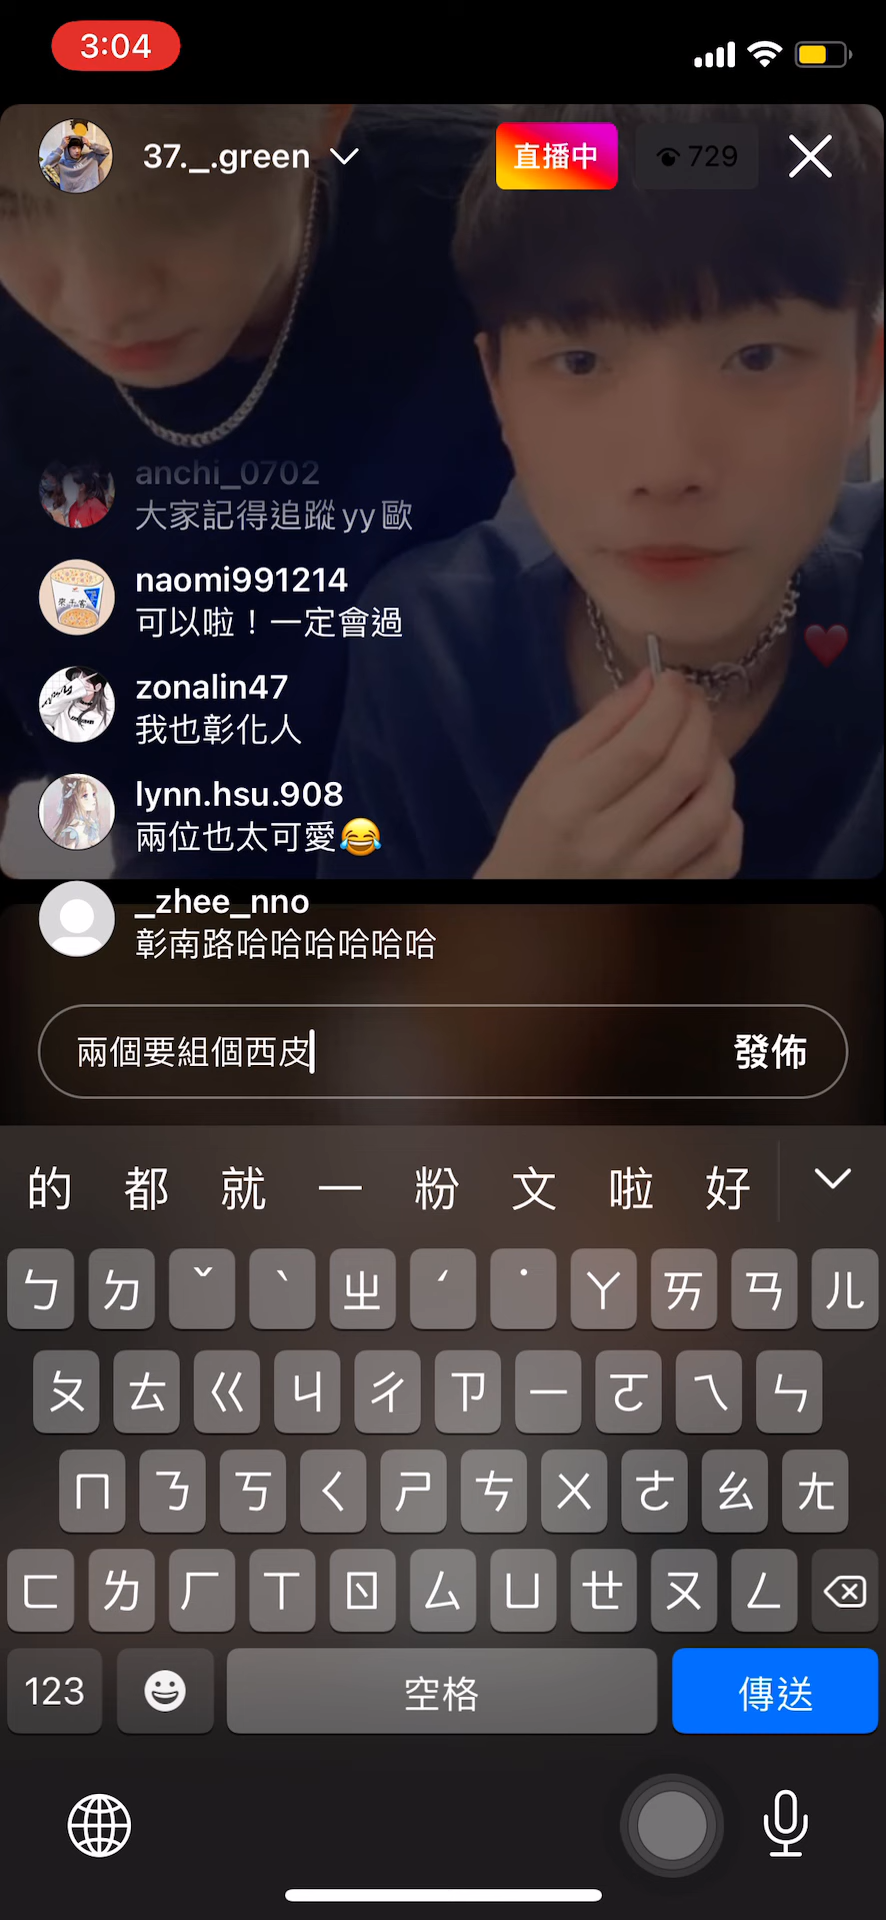 3:04
37._.green
直播中
729
anchi_0702
大家記得追蹤yy歐
naomi991214
可以啦！一定會過
zonalin47
我也彰化人
lynn.hsu.908
兩位也太可愛😂
_zhee_nno
彰南路哈哈哈哈哈哈
兩個要組個西皮 發佈
的 都 就 一 粉 文 啦 好
ㄅ ㄉ ˇ ˋ ㄓ ˊ ˙ ㄚ ㄞ ㄢ ㄦ
ㄆ ㄊ ㄍ ㄐ ㄔ ㄗ ㄧ ㄛ ㄟ ㄣ
ㄇ ㄋ ㄎ ㄑ ㄕ ㄘ ㄨ ㄜ ㄠ ㄤ
ㄈ ㄌ ㄏ ㄒ ㄖ ㄙ ㄩ ㄝ ㄡ ㄥ
123 空格 傳送